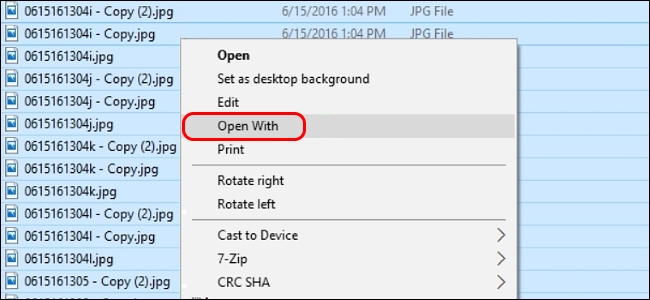 0615161304i - Copy (2).jpg 6/15/2016 1:04 PM JPG File
0615161304i - Copy.jpg 6/15/2016 1:04 PM JPG File
0615161304i.jpg
0615161304j - Copy (2).jpg
0615161304j - Copy.jpg
0615161304j.jpg
0615161304k - Copy (2).jpg
0615161304k - Copy.jpg
0615161304k.jpg
0615161304l - Copy (2).jpg
0615161304l - Copy.jpg
0615161304l.jpg
0615161305 - Copy (2).jpg
Open
Set as desktop background
Edit
Open With
Print
Rotate right
Rotate left
Cast to Device
7-Zip
CRC SHA